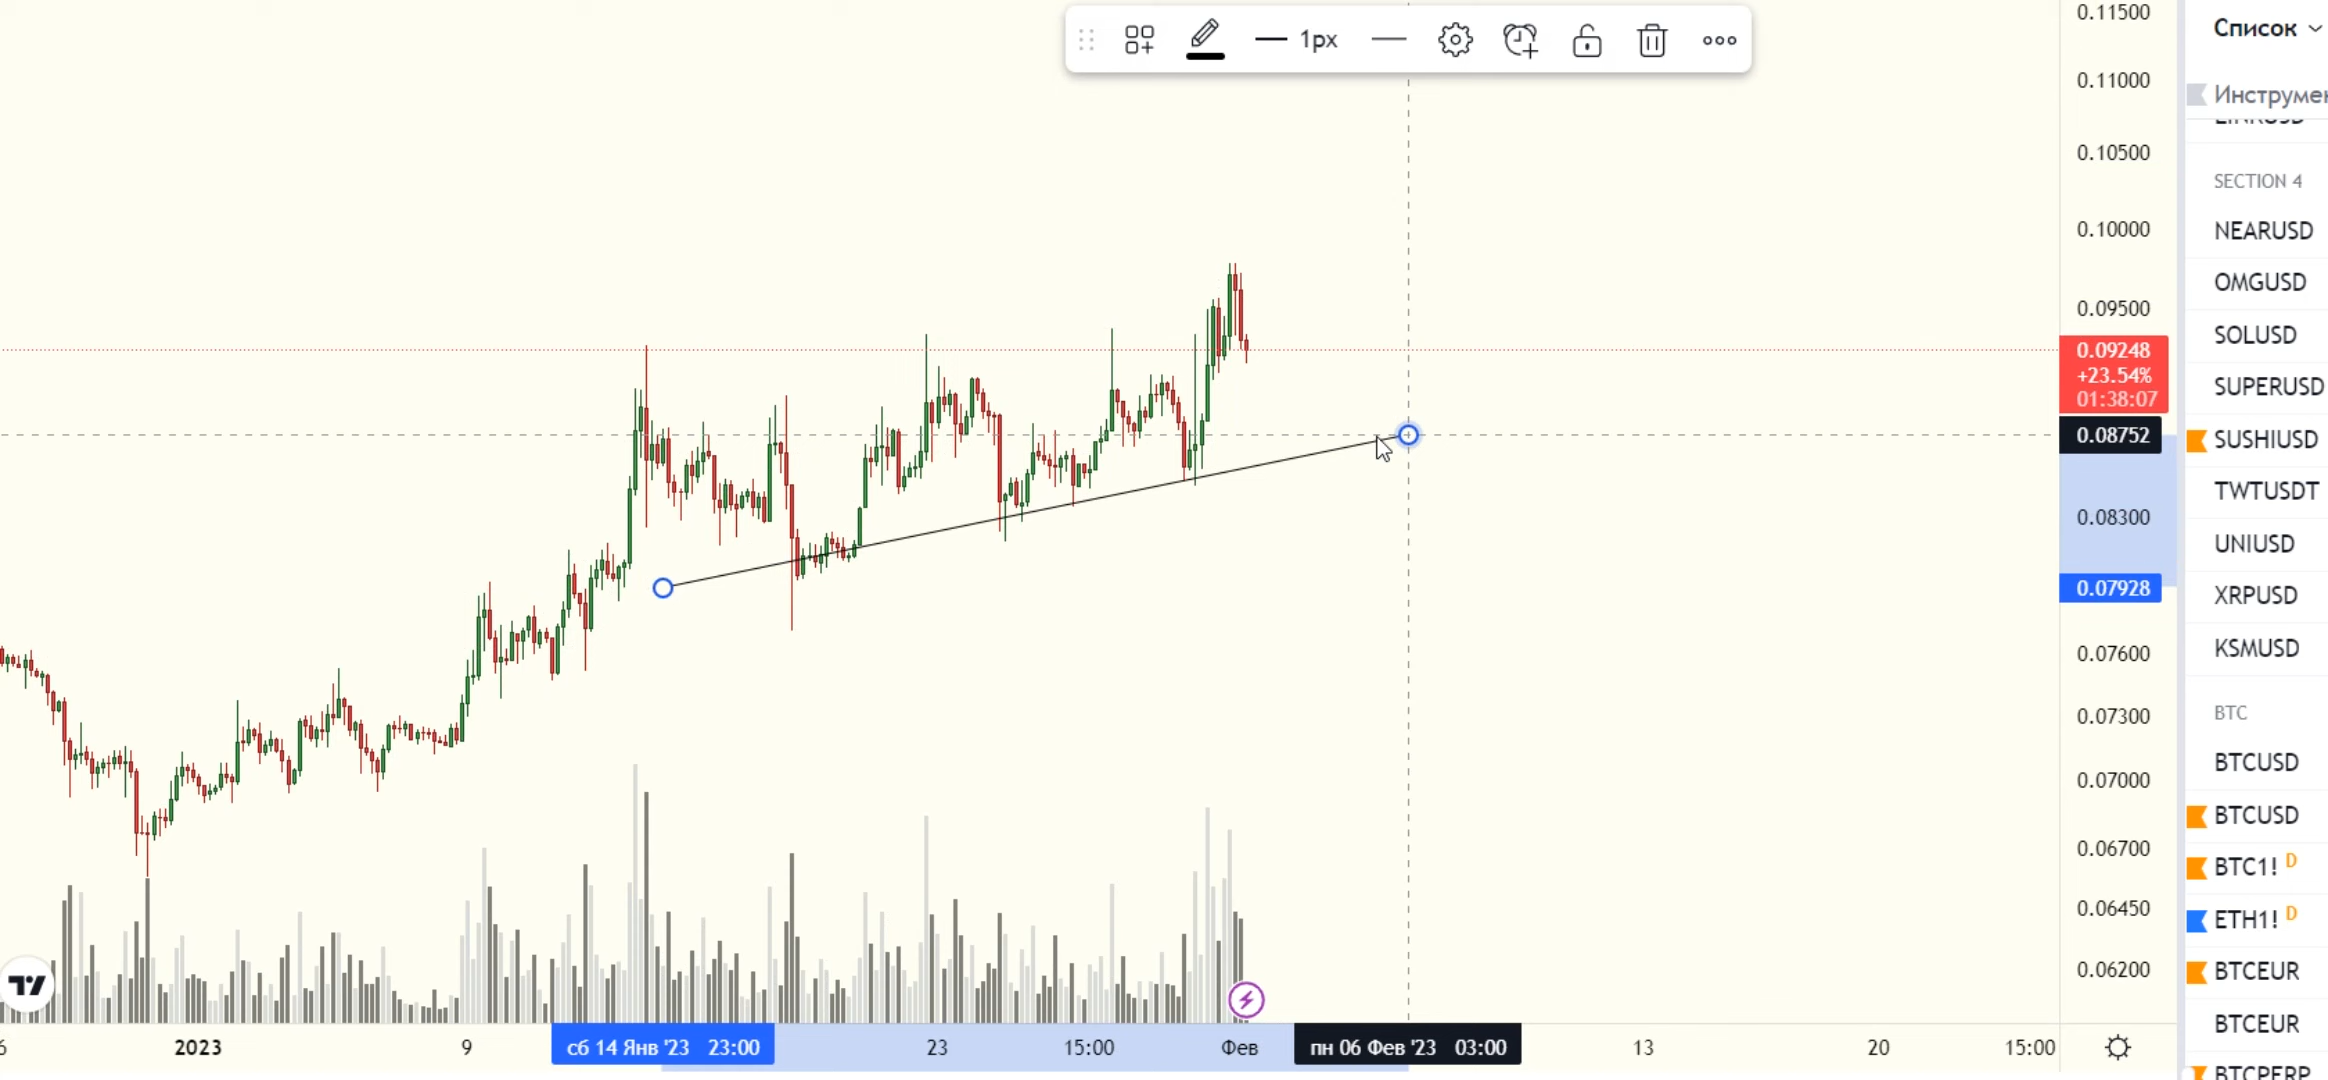 1px
0.11500
0.11000
0.10500
0.10000
0.09500
0.09248
+23.54%
01:38:07
0.08752
0.08300
0.07928
0.07600
0.07300
0.07000
0.06700
0.06450
0.06200
6
2023
9
сб 14 Янв '23 23:00
23
15:00
Фев
пн 06 Фев '23 03:00
13
20
15:00
Список
Инструмен
LINKUSD
SECTION 4
NEARUSD
OMGUSD
SOLUSD
SUPERUSD
SUSHIUSD
TWTUSDT
UNIUSD
XRPUSD
KSMUSD
BTC
BTCUSD
BTCUSD
BTC1! D
ETH1! D
BTCEUR
BTCEUR
BTCPERP